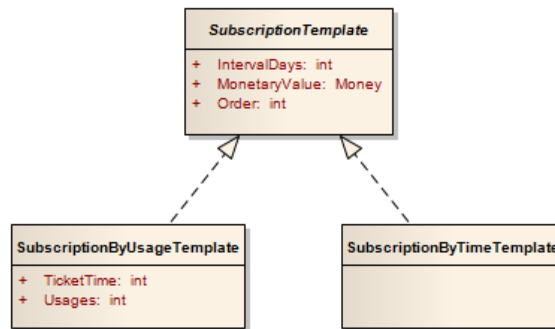 SubscriptionTemplate
+ IntervalDays: int
+ MonetaryValue: Money
+ Order: int
SubscriptionByUsageTemplate
+ TicketTime: int
+ Usages: int
SubscriptionByTimeTemplate